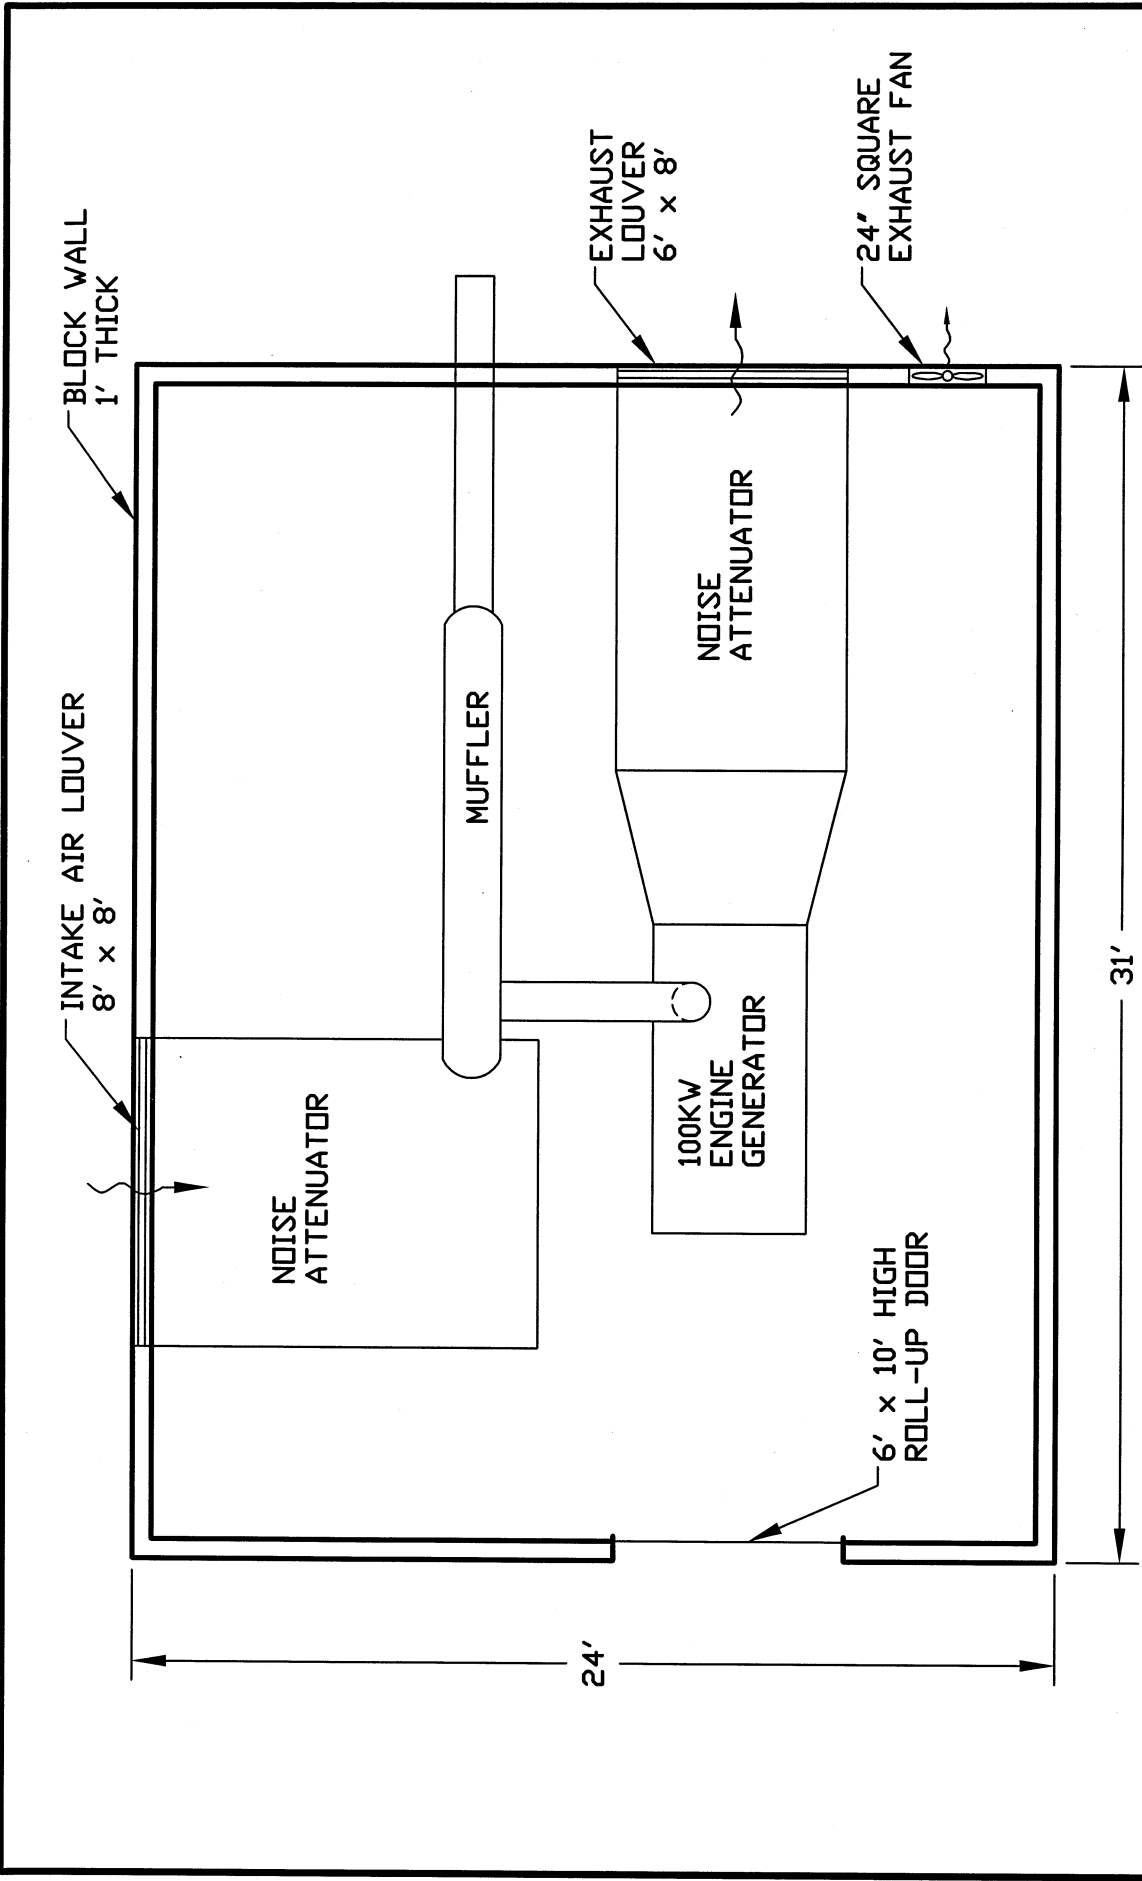 BLOCK WALL
1' THICK
INTAKE AIR LOUVER
8' x 8'
EXHAUST
LOUVER
6' x 8'
24" SQUARE
EXHAUST FAN
MUFFLER
NOISE
ATTENUATOR
NOISE
ATTENUATOR
100KW
ENGINE
GENERATOR
6' x 10' HIGH
ROLL-UP DOOR
24'
31'